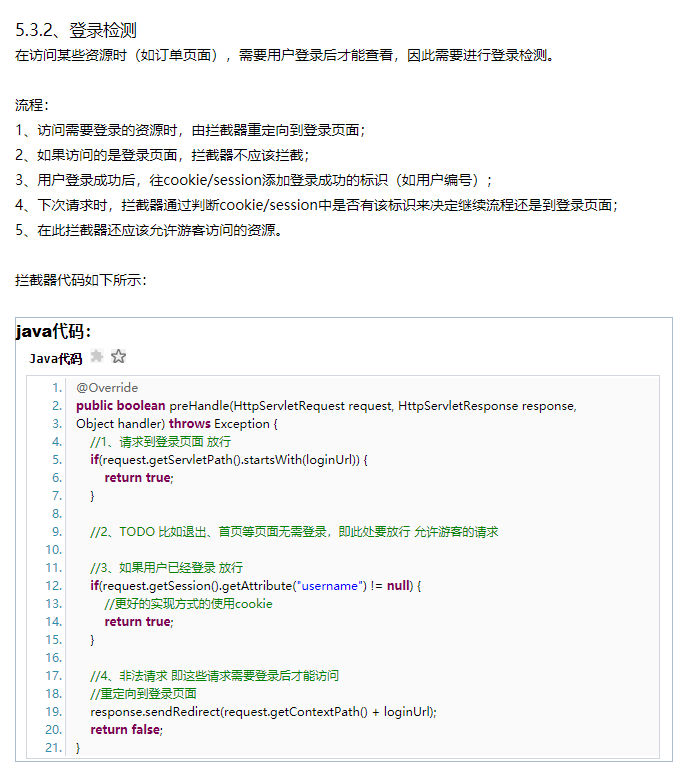 5.3.2、登录检测
在访问某些资源时（如订单页面），需要用户登录后才能查看，因此需要进行登录检测。
流程：
1、访问需要登录的资源时，由拦截器重定向到登录页面；
2、如果访问的是登录页面，拦截器不应该拦截；
3、用户登录成功后，往cookie/session添加登录成功的标识（如用户编号）；
4、下次请求时，拦截器通过判断cookie/session中是否有该标识来决定继续流程还是到登录页面；
5、在此拦截器还应该允许游客访问的资源。
拦截器代码如下所示：
java代码：
Java代码
1. @Override
2. public boolean preHandle(HttpServletRequest request, HttpServletResponse response,
3. Object handler) throws Exception {
4. //1、请求到登录页面 放行
5. if(request.getServletPath().startsWith(loginUrl)) {
6. return true;
7. }
8.
9. //2、TODO 比如退出、首页等页面无需登录，即此处要放行 允许游客的请求
10.
11. //3、如果用户已经登录 放行
12. if(request.getSession().getAttribute("username") != null) {
13. //更好的实现方式的使用cookie
14. return true;
15. }
16.
17. //4、非法请求 即这些请求需要登录后才能访问
18. //重定向到登录页面
19. response.sendRedirect(request.getContextPath() + loginUrl);
20. return false;
21. }